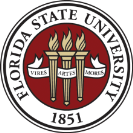 FLORIDA STATE UNIVERSITY
VIRES ARTES MORES
1851